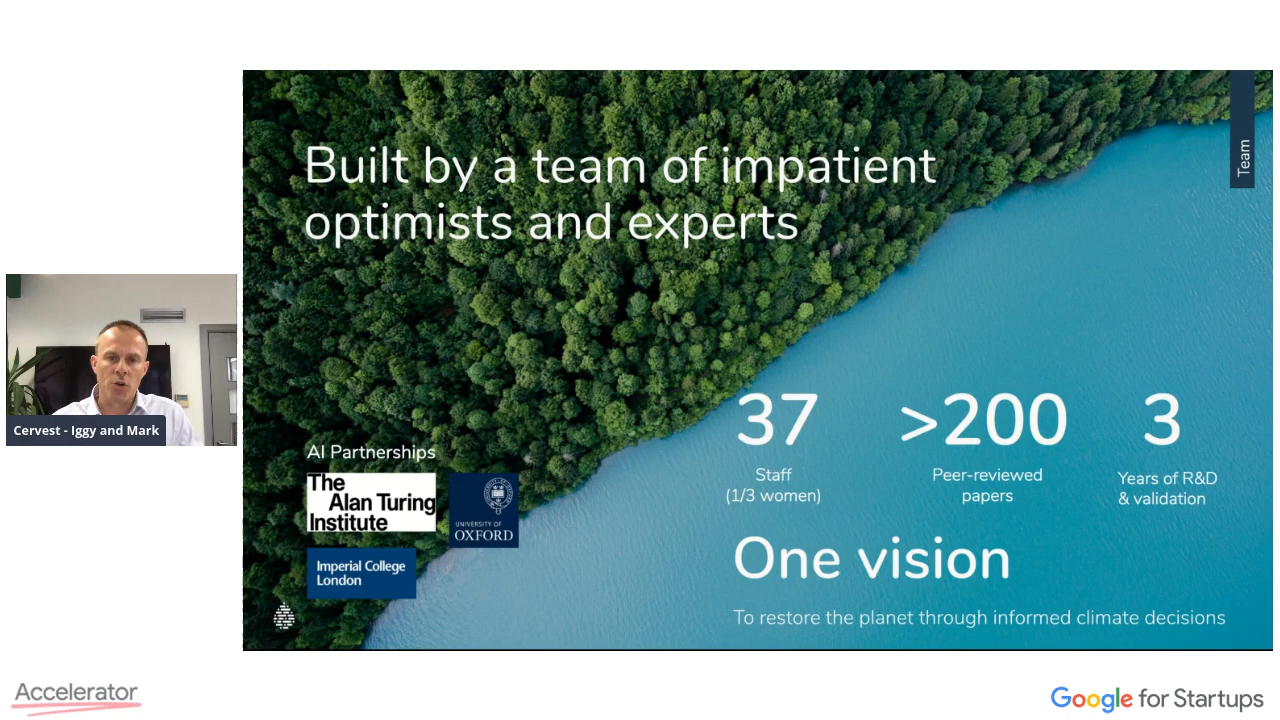 Team
Built by a team of impatient
optimists and experts
37
Staff
(1/3 women)
>200
Peer-reviewed
papers
3
Years of R&D
& validation
AI Partnerships
The
Alan Turing
Institute
UNIVERSITY OF
OXFORD
Imperial College
London
One vision
To restore the planet through informed climate decisions
Cervest - Iggy and Mark
Accelerator
Google for Startups